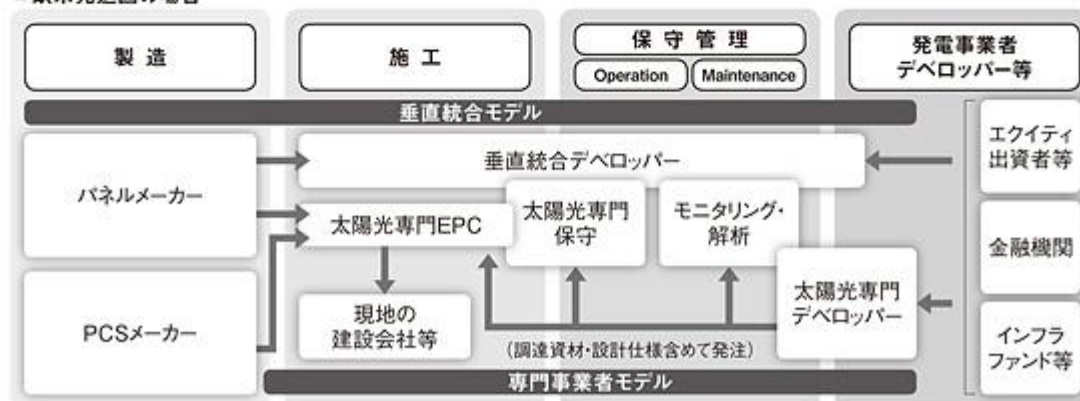 製造
施工
保守管理
Operation
Maintenance
発電事業者
デベロッパー等
垂直統合モデル
パネルメーカー
垂直統合デベロッパー
エクイティ
出資者等
太陽光専門EPC
太陽光専門
保守
モニタリング・
解析
金融機関
PCSメーカー
現地の
建設会社等
太陽光専門
デベロッパー
(調達資材・設計仕様含めて発注)
インフラ
ファンド等
専門事業者モデル